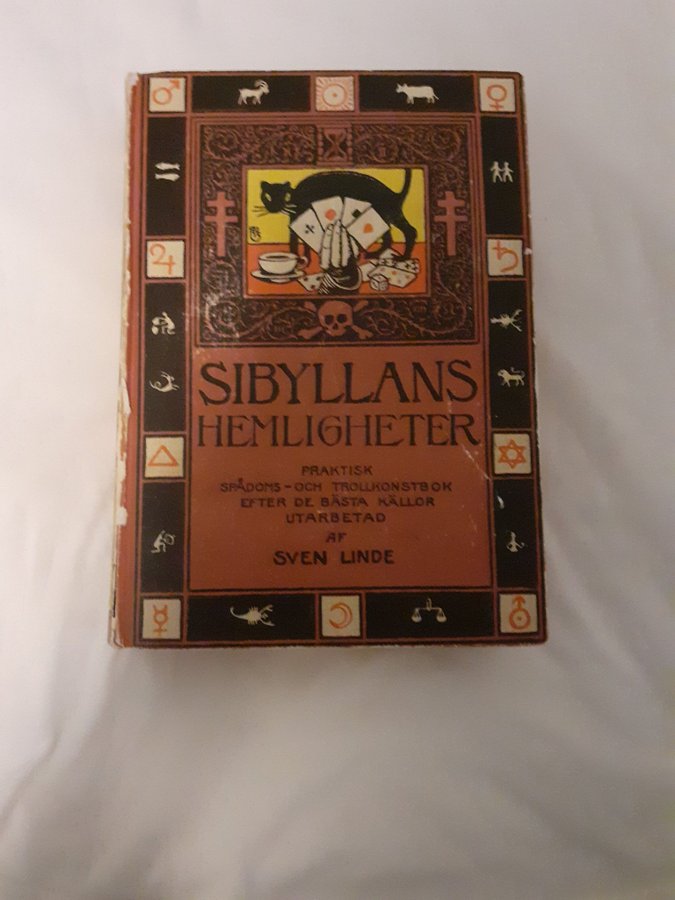 SIBYLLANS
HEMLIGHETER
PRAKTISK
SPÅDOMS-OCH TROLLKONSTBOK
EFTER DE BÄSTA KÄLLOR
UTARBETAD
AF
SVEN LINDE